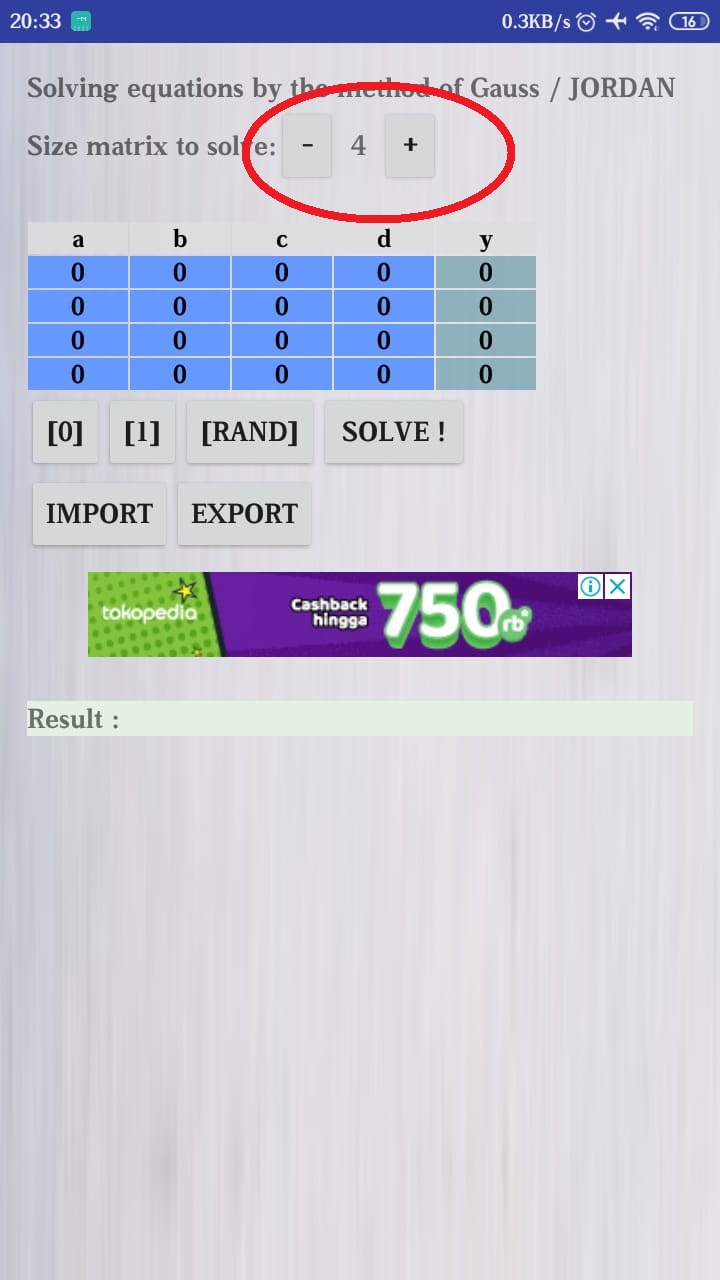 20:33 0.3KB/s 16
Solving equations by the method of Gauss / JORDAN
Size matrix to solve: - 4 +
a b c d y
0 0 0 0 0
0 0 0 0 0
0 0 0 0 0
0 0 0 0 0
[0] [1] [RAND] SOLVE !
IMPORT EXPORT
tokopedia
Cashback
hingga
750rb*
Result :